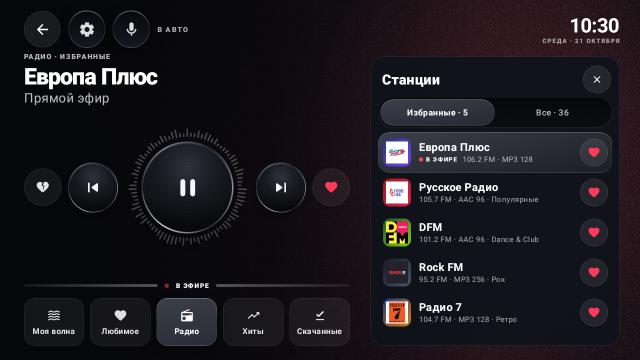 В АВТО
10:30
СРЕДА · 21 ОКТЯБРЯ
РАДИО · ИЗБРАННЫЕ
Европа Плюс
Прямой эфир
В ЭФИРЕ
Моя волна
Любимое
Радио
Хиты
Скачанные
Станции
Избранные · 5
Все · 36
Европа Плюс
В ЭФИРЕ 106.2 FM · MP3 128
Русское Радио
105.7 FM · AAC 96 · Популярные
DFM
DFM
101.2 FM · AAC 96 · Dance & Club
Rock FM
95.2 FM · MP3 256 · Рок
7
Радио 7
104.7 FM · MP3 128 · Ретро